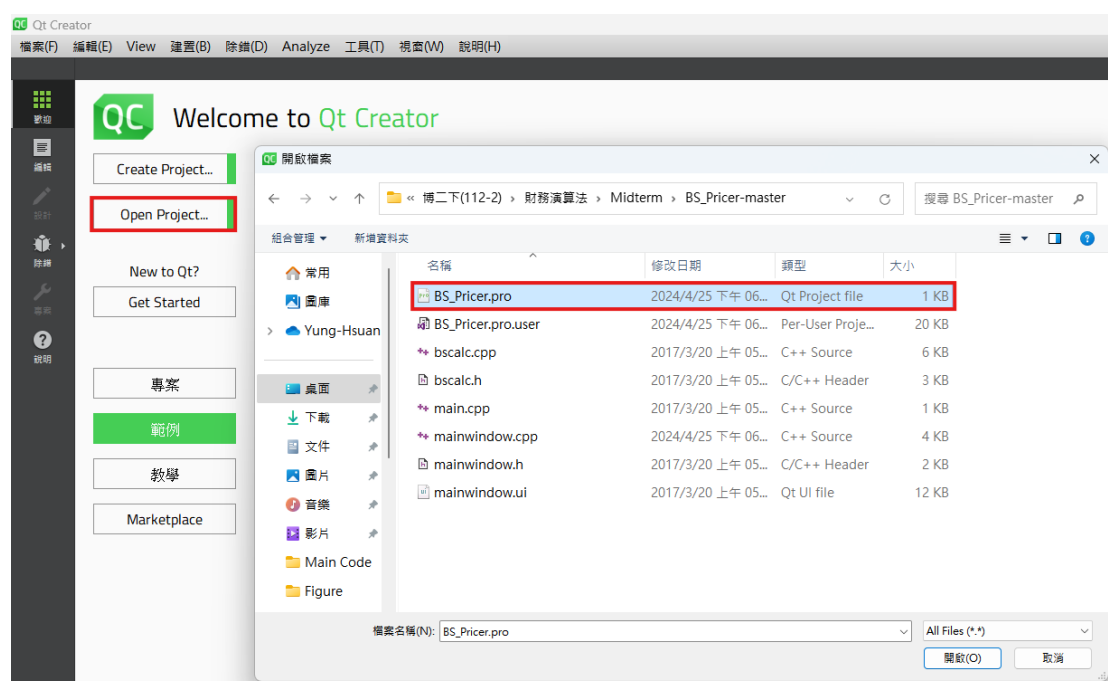 QC Qt Creator
檔案(F) 編輯(E) View 建置(B) 除錯(D) Analyze 工具(T) 視窗(W) 說明(H)
歡迎
編輯
設計
除錯
專案
說明
QC Welcome to Qt Creator
Create Project...
Open Project...
New to Qt?
Get Started
專案
範例
教學
Marketplace
QC 開啟檔案
« 博二下(112-2) › 財務演算法 › Midterm › BS_Pricer-master
搜尋 BS_Pricer-master
組合管理 新增資料夾
常用
圖庫
Yung-Hsuan
桌面
下載
文件
圖片
音樂
影片
Main Code
Figure
名稱 修改日期 類型 大小
BS_Pricer.pro 2024/4/25 下午 06... Qt Project file 1 KB
BS_Pricer.pro.user 2024/4/25 下午 06... Per-User Proje... 20 KB
bscalc.cpp 2017/3/20 上午 05... C++ Source 6 KB
bscalc.h 2017/3/20 上午 05... C/C++ Header 3 KB
main.cpp 2017/3/20 上午 05... C++ Source 1 KB
mainwindow.cpp 2024/4/25 下午 06... C++ Source 4 KB
mainwindow.h 2017/3/20 上午 05... C/C++ Header 2 KB
mainwindow.ui 2017/3/20 上午 05... Qt UI file 12 KB
檔案名稱(N): BS_Pricer.pro All Files (*.*)
開啟(O) 取消